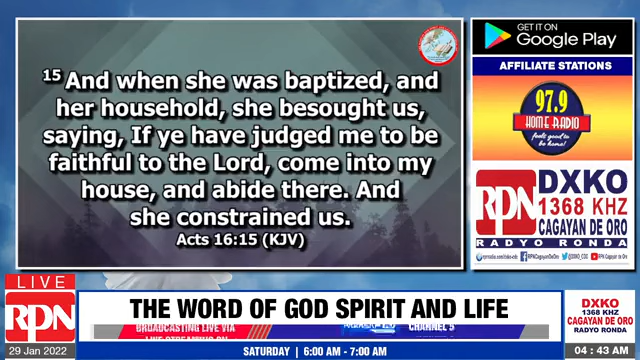 15 And when she was baptized, and
her household, she besought us,
saying, If ye have judged me to be
faithful to the Lord, come into my
house, and abide there. And
she constrained us.
Acts 16:15 (KJV)
GET IT ON
Google Play
AFFILIATE STATIONS
97.9
HOME RADIO
feels good to
be home!
RPN
DXKO
1368 KHZ
CAGAYAN DE ORO
RADYO RONDA
LIVE
RPN
29 Jan 2022
THE WORD OF GOD SPIRIT AND LIFE
BROADCASTING LIVE VIA
CHANNEL 5
SATURDAY | 6:00 AM - 7:00 AM
DXKO
1368 KHZ
CAGAYAN DE ORO
RADYO RONDA
04 : 43 AM